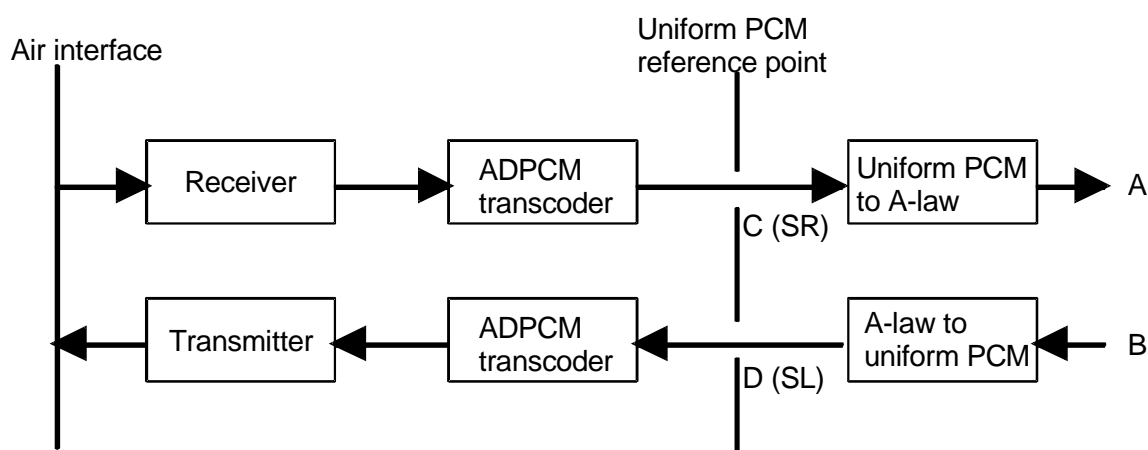 Air interface
Uniform PCM
reference point
Receiver
ADPCM
transcoder
Uniform PCM
to A-law
A
C (SR)
Transmitter
ADPCM
transcoder
A-law to
uniform PCM
B
D (SL)